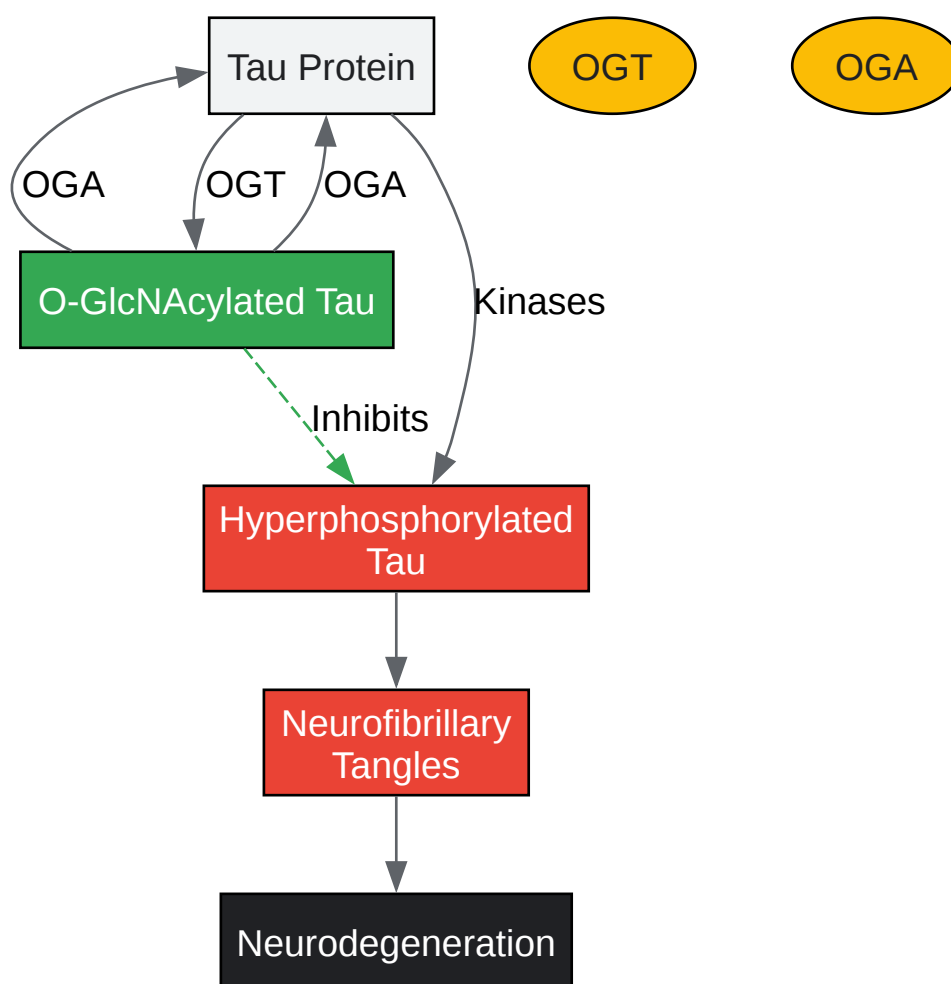 Tau Protein
OGT
OGA
OGA
OGT
OGA
O-GlcNAcylated Tau
Kinases
Inhibits
Hyperphosphorylated
Tau
Neurofibrillary
Tangles
Neurodegeneration